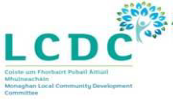 LCDC
Coiste um Fhorbairt Pobail Áitiúil
Mhuineacháin
Monaghan Local Community Development
Committee